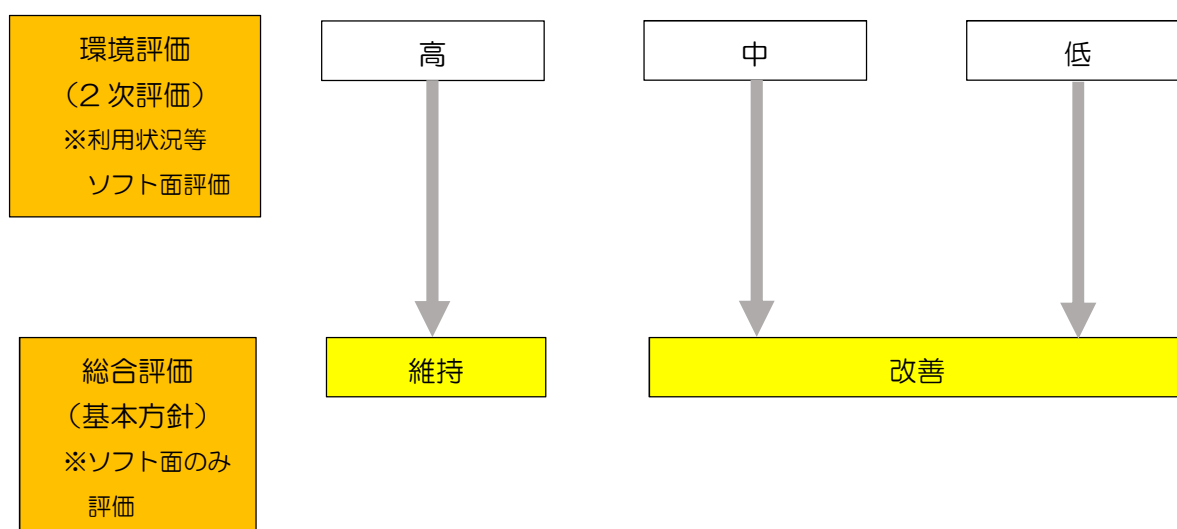 環境評価
（2 次評価）
※利用状況等
ソフト面評価
高
中
低
総合評価
（基本方針）
※ソフト面のみ
評価
維持
改善